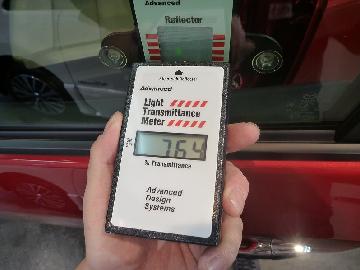 Advanced
Reflector
Advanced
Light
Transmittance
Meter
76.4
% Transmittance
Advanced
Design
Systems